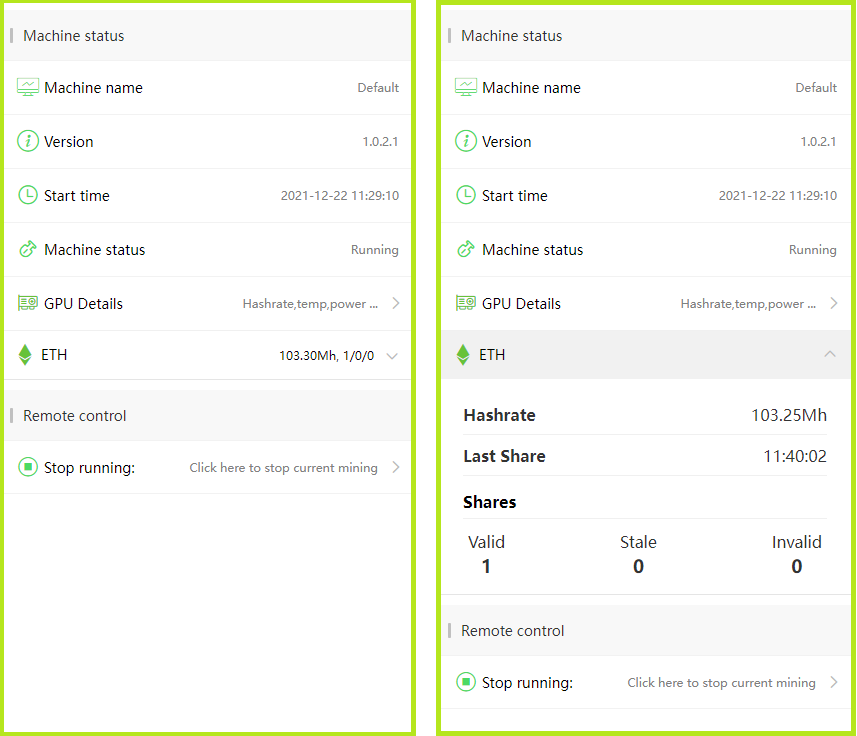 Machine status
Machine name Default
Version 1.0.2.1
Start time 2021-12-22 11:29:10
Machine status Running
GPU Details Hashrate,temp,power ...
ETH 103.30Mh, 1/0/0
Remote control
Stop running: Click here to stop current mining
Machine status
Machine name Default
Version 1.0.2.1
Start time 2021-12-22 11:29:10
Machine status Running
GPU Details Hashrate,temp,power ...
ETH
Hashrate 103.25Mh
Last Share 11:40:02
Shares
Valid Stale Invalid
1 0 0
Remote control
Stop running: Click here to stop current mining